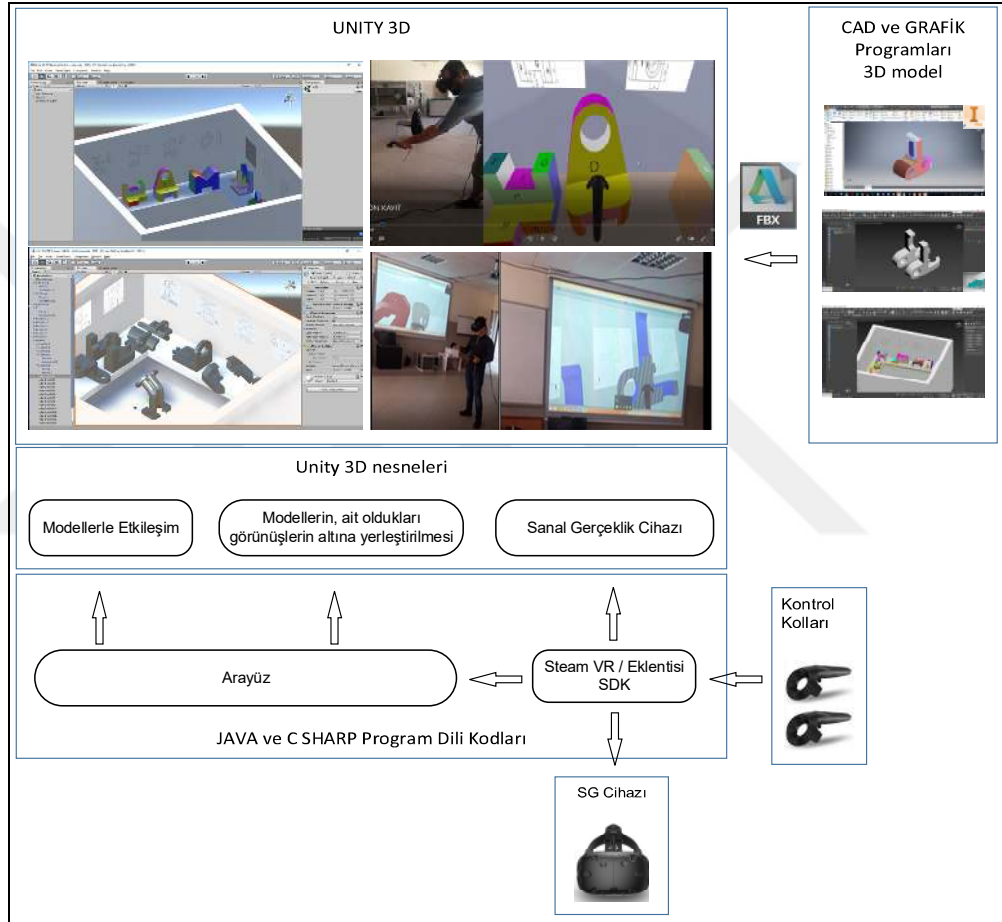 UNITY 3D
CAD ve GRAFİK
Programları
3D model
FBX
Unity 3D nesneleri
Modellerle Etkileşim
Modellerin, ait oldukları
görünüşlerin altına yerleştirilmesi
Sanal Gerçeklik Cihazı
Kontrol
Kolları
Arayüz
Steam VR / Eklentisi
SDK
JAVA ve C SHARP Program Dili Kodları
SG Cihazı